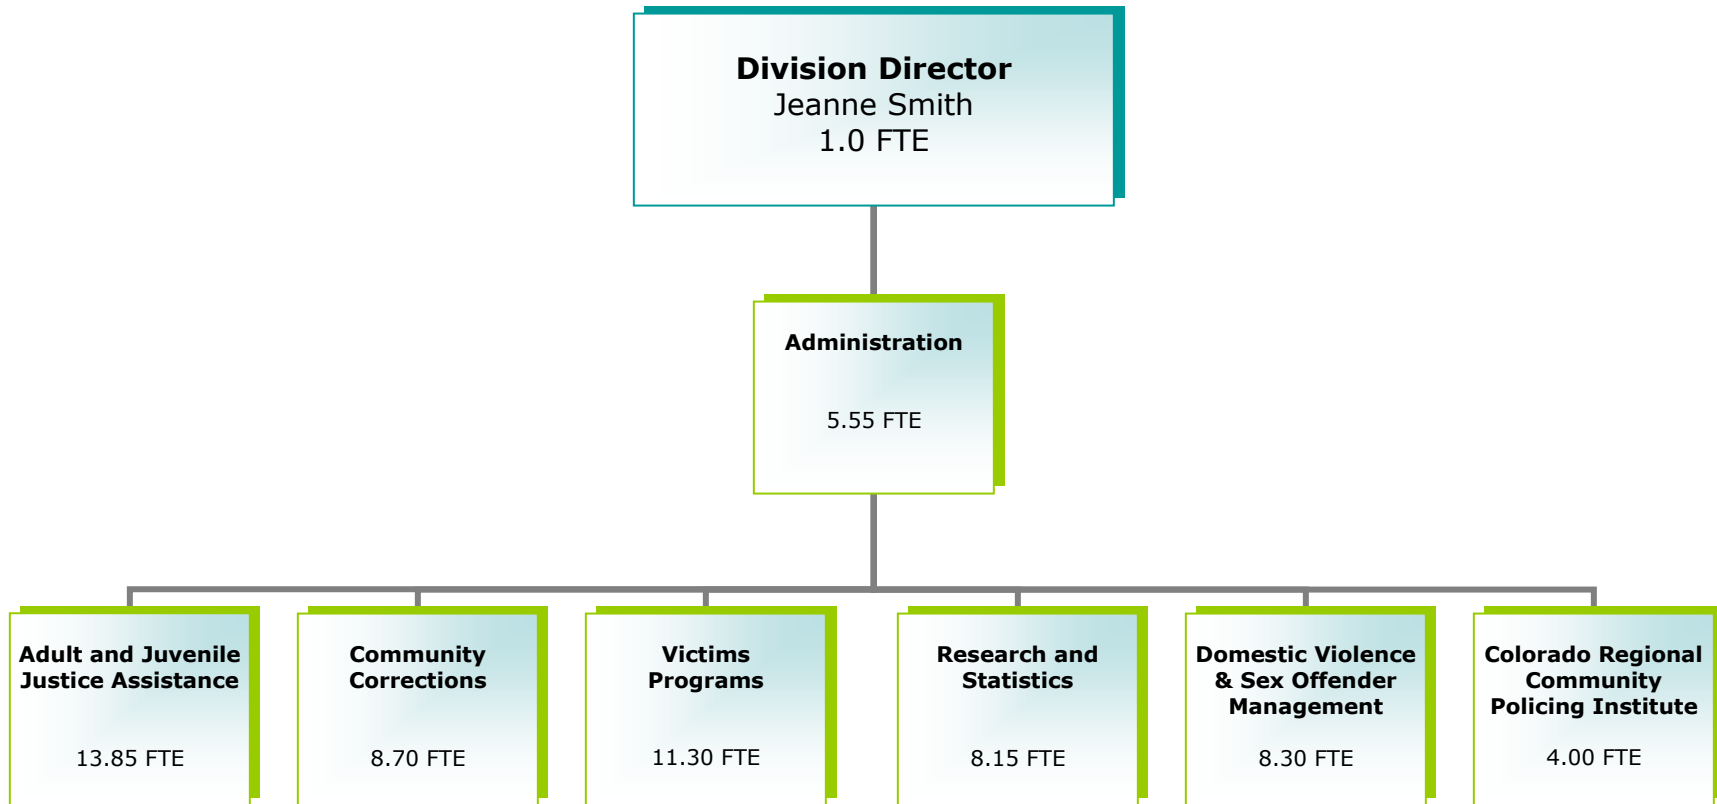 Division Director
Jeanne Smith
1.0 FTE
Administration
5.55 FTE
Adult and Juvenile
Justice Assistance
13.85 FTE
Community
Corrections
8.70 FTE
Victims
Programs
11.30 FTE
Research and
Statistics
8.15 FTE
Domestic Violence
& Sex Offender
Management
8.30 FTE
Colorado Regional
Community
Policing Institute
4.00 FTE